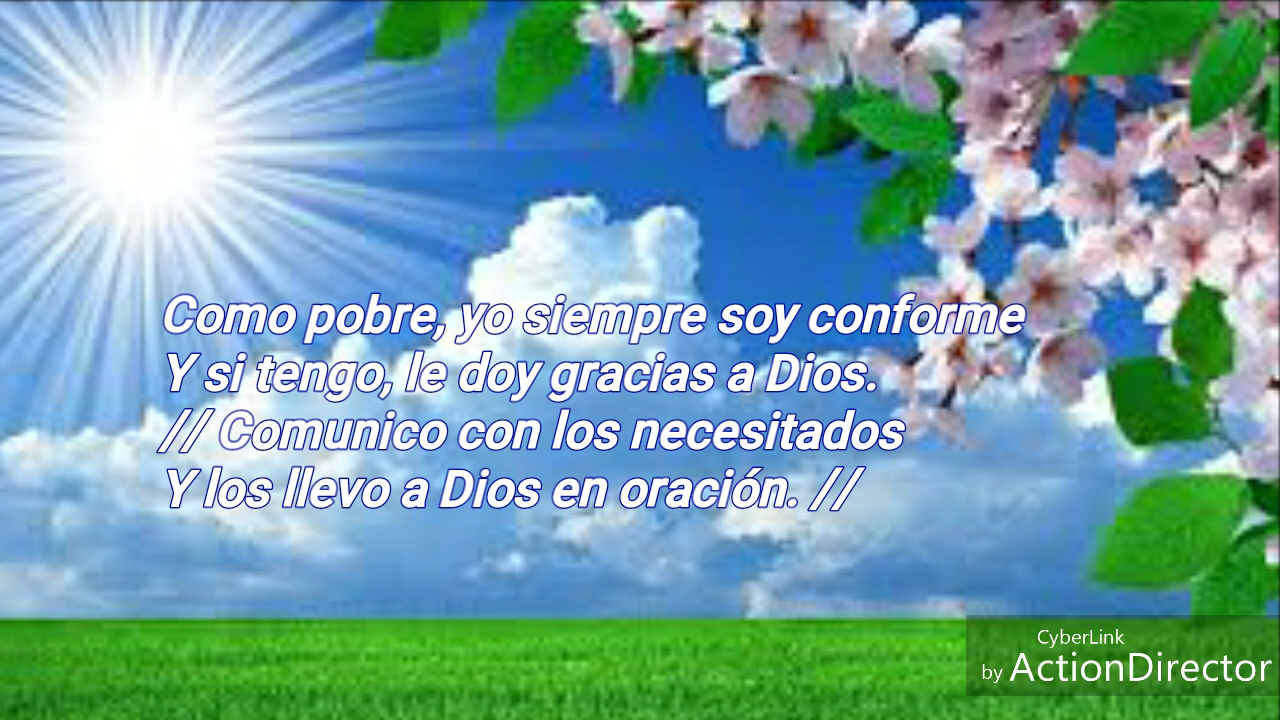 Como pobre, yo siempre soy conforme
Y si tengo, le doy gracias a Dios.
// Comunico con los necesitados
Y los llevo a Dios en oración. //
CyberLink
by ActionDirector